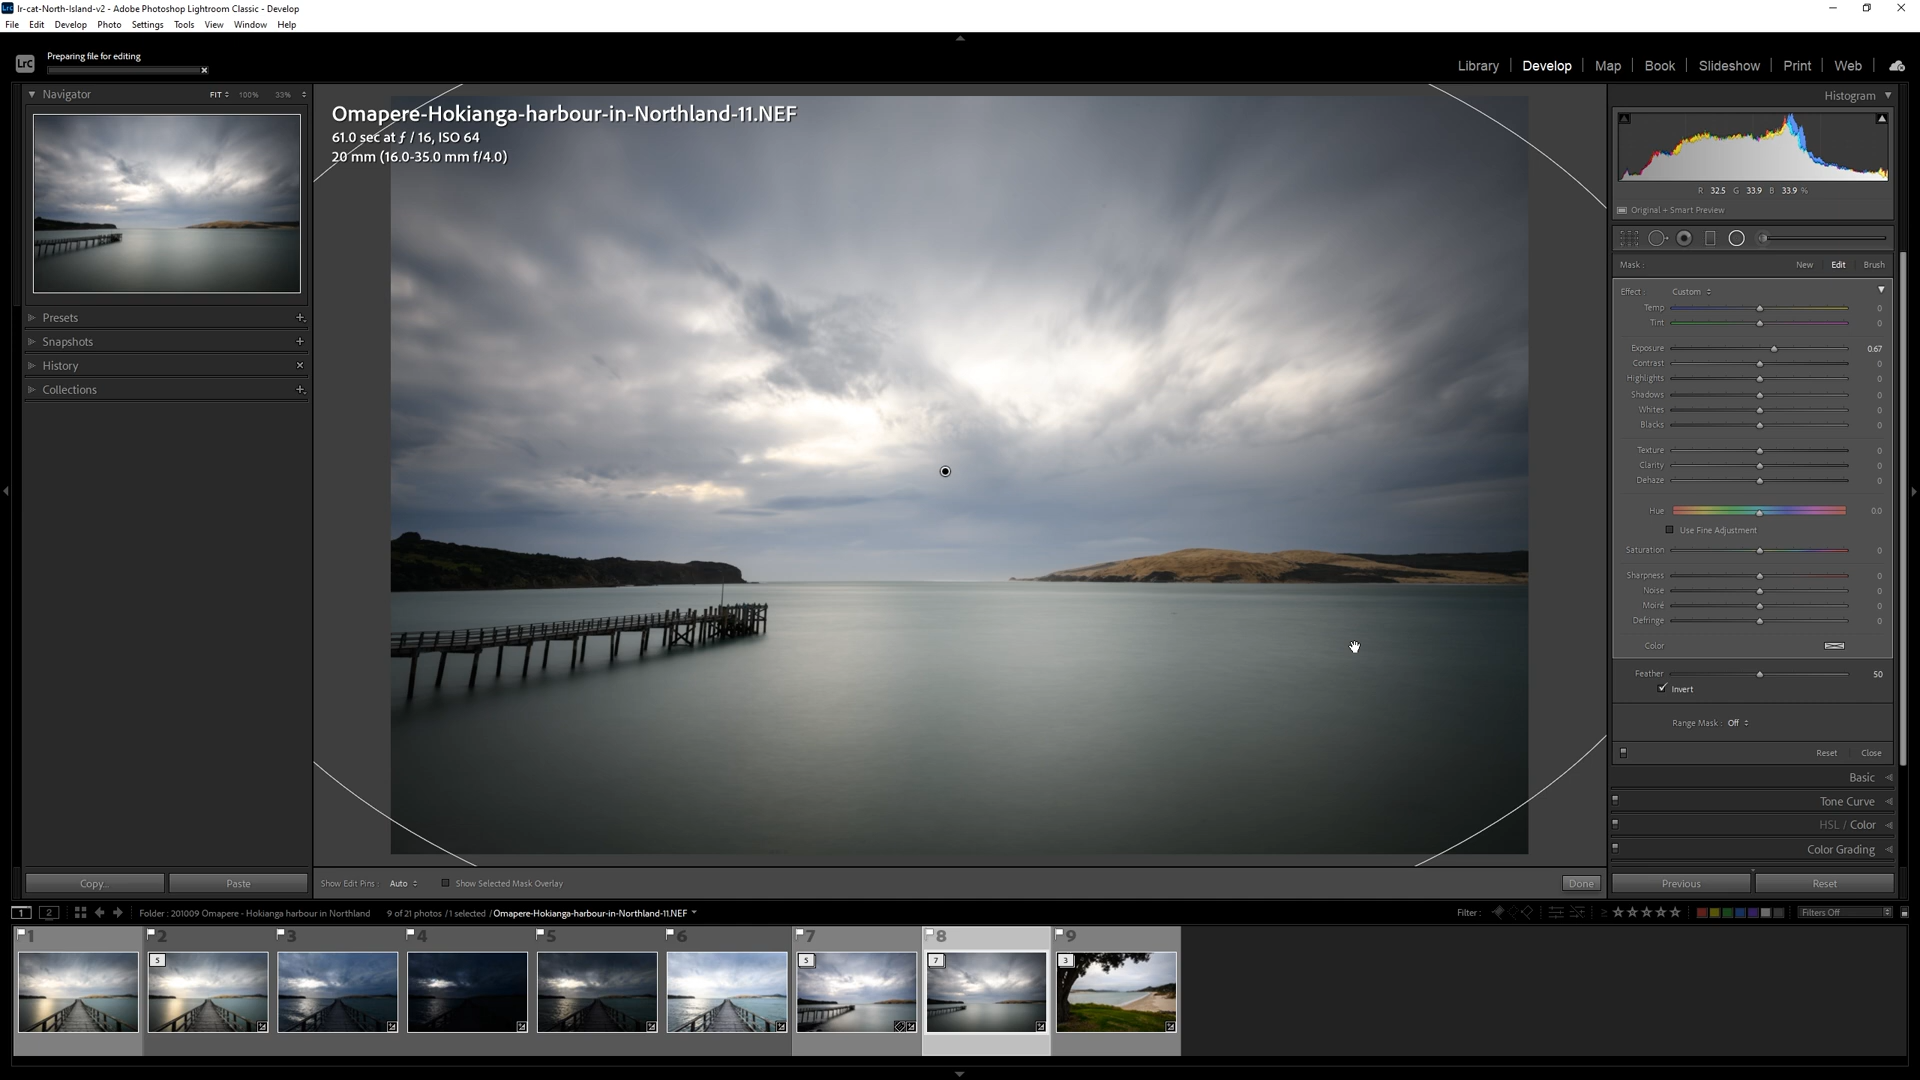 Lrc lr-cat-North-Island-v2 - Adobe Photoshop Lightroom Classic - Develop
File Edit Develop Photo Settings Tools View Window Help
LrC Preparing file for editing
Library | Develop | Map | Book | Slideshow | Print | Web
Navigator FIT 100% 33%
Presets
Snapshots
History
Collections
Copy... Paste
Omapere-Hokianga-harbour-in-Northland-11.NEF
61.0 sec at ƒ / 16, ISO 64
20 mm (16.0-35.0 mm f/4.0)
Show Edit Pins : Auto Show Selected Mask Overlay Done
Histogram
R 32.5 G 33.9 B 33.9 %
Original + Smart Preview
Mask : New Edit Brush
Effect : Custom
Temp 0
Tint 0
Exposure 0.67
Contrast 0
Highlights 0
Shadows 0
Whites 0
Blacks 0
Texture 0
Clarity 0
Dehaze 0
Hue 0.0
Use Fine Adjustment
Saturation 0
Sharpness 0
Noise 0
Moiré 0
Defringe 0
Color
Feather 50
Invert
Range Mask : Off
Reset Close
Basic
Tone Curve
HSL / Color
Color Grading
Previous Reset
1 2 Folder : 201009 Omapere - Hokianga harbour in Northland 9 of 21 photos / 1 selected / Omapere-Hokianga-harbour-in-Northland-11.NEF Filter : Filters Off
1 2 3 4 5 6 7 8 9
5 5 7 3